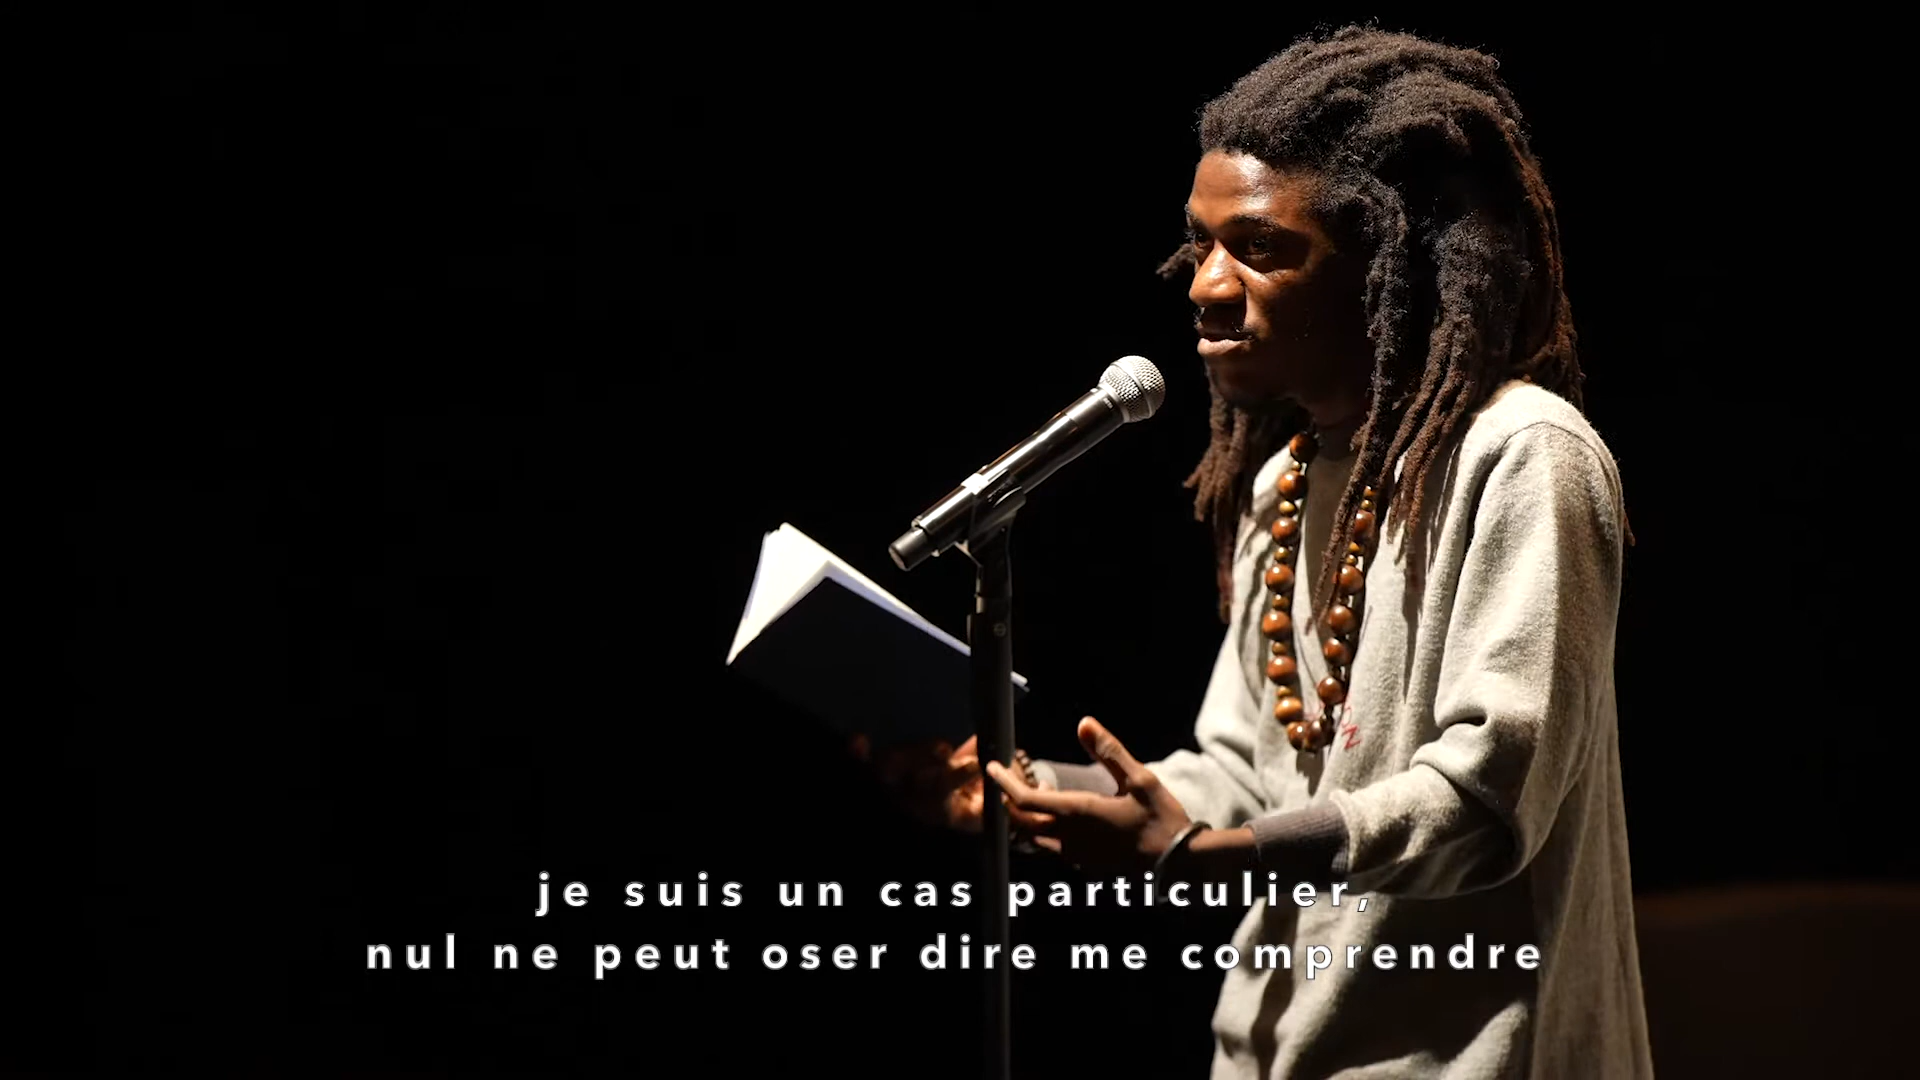 je suis un cas particulier,
nul ne peut oser dire me comprendre